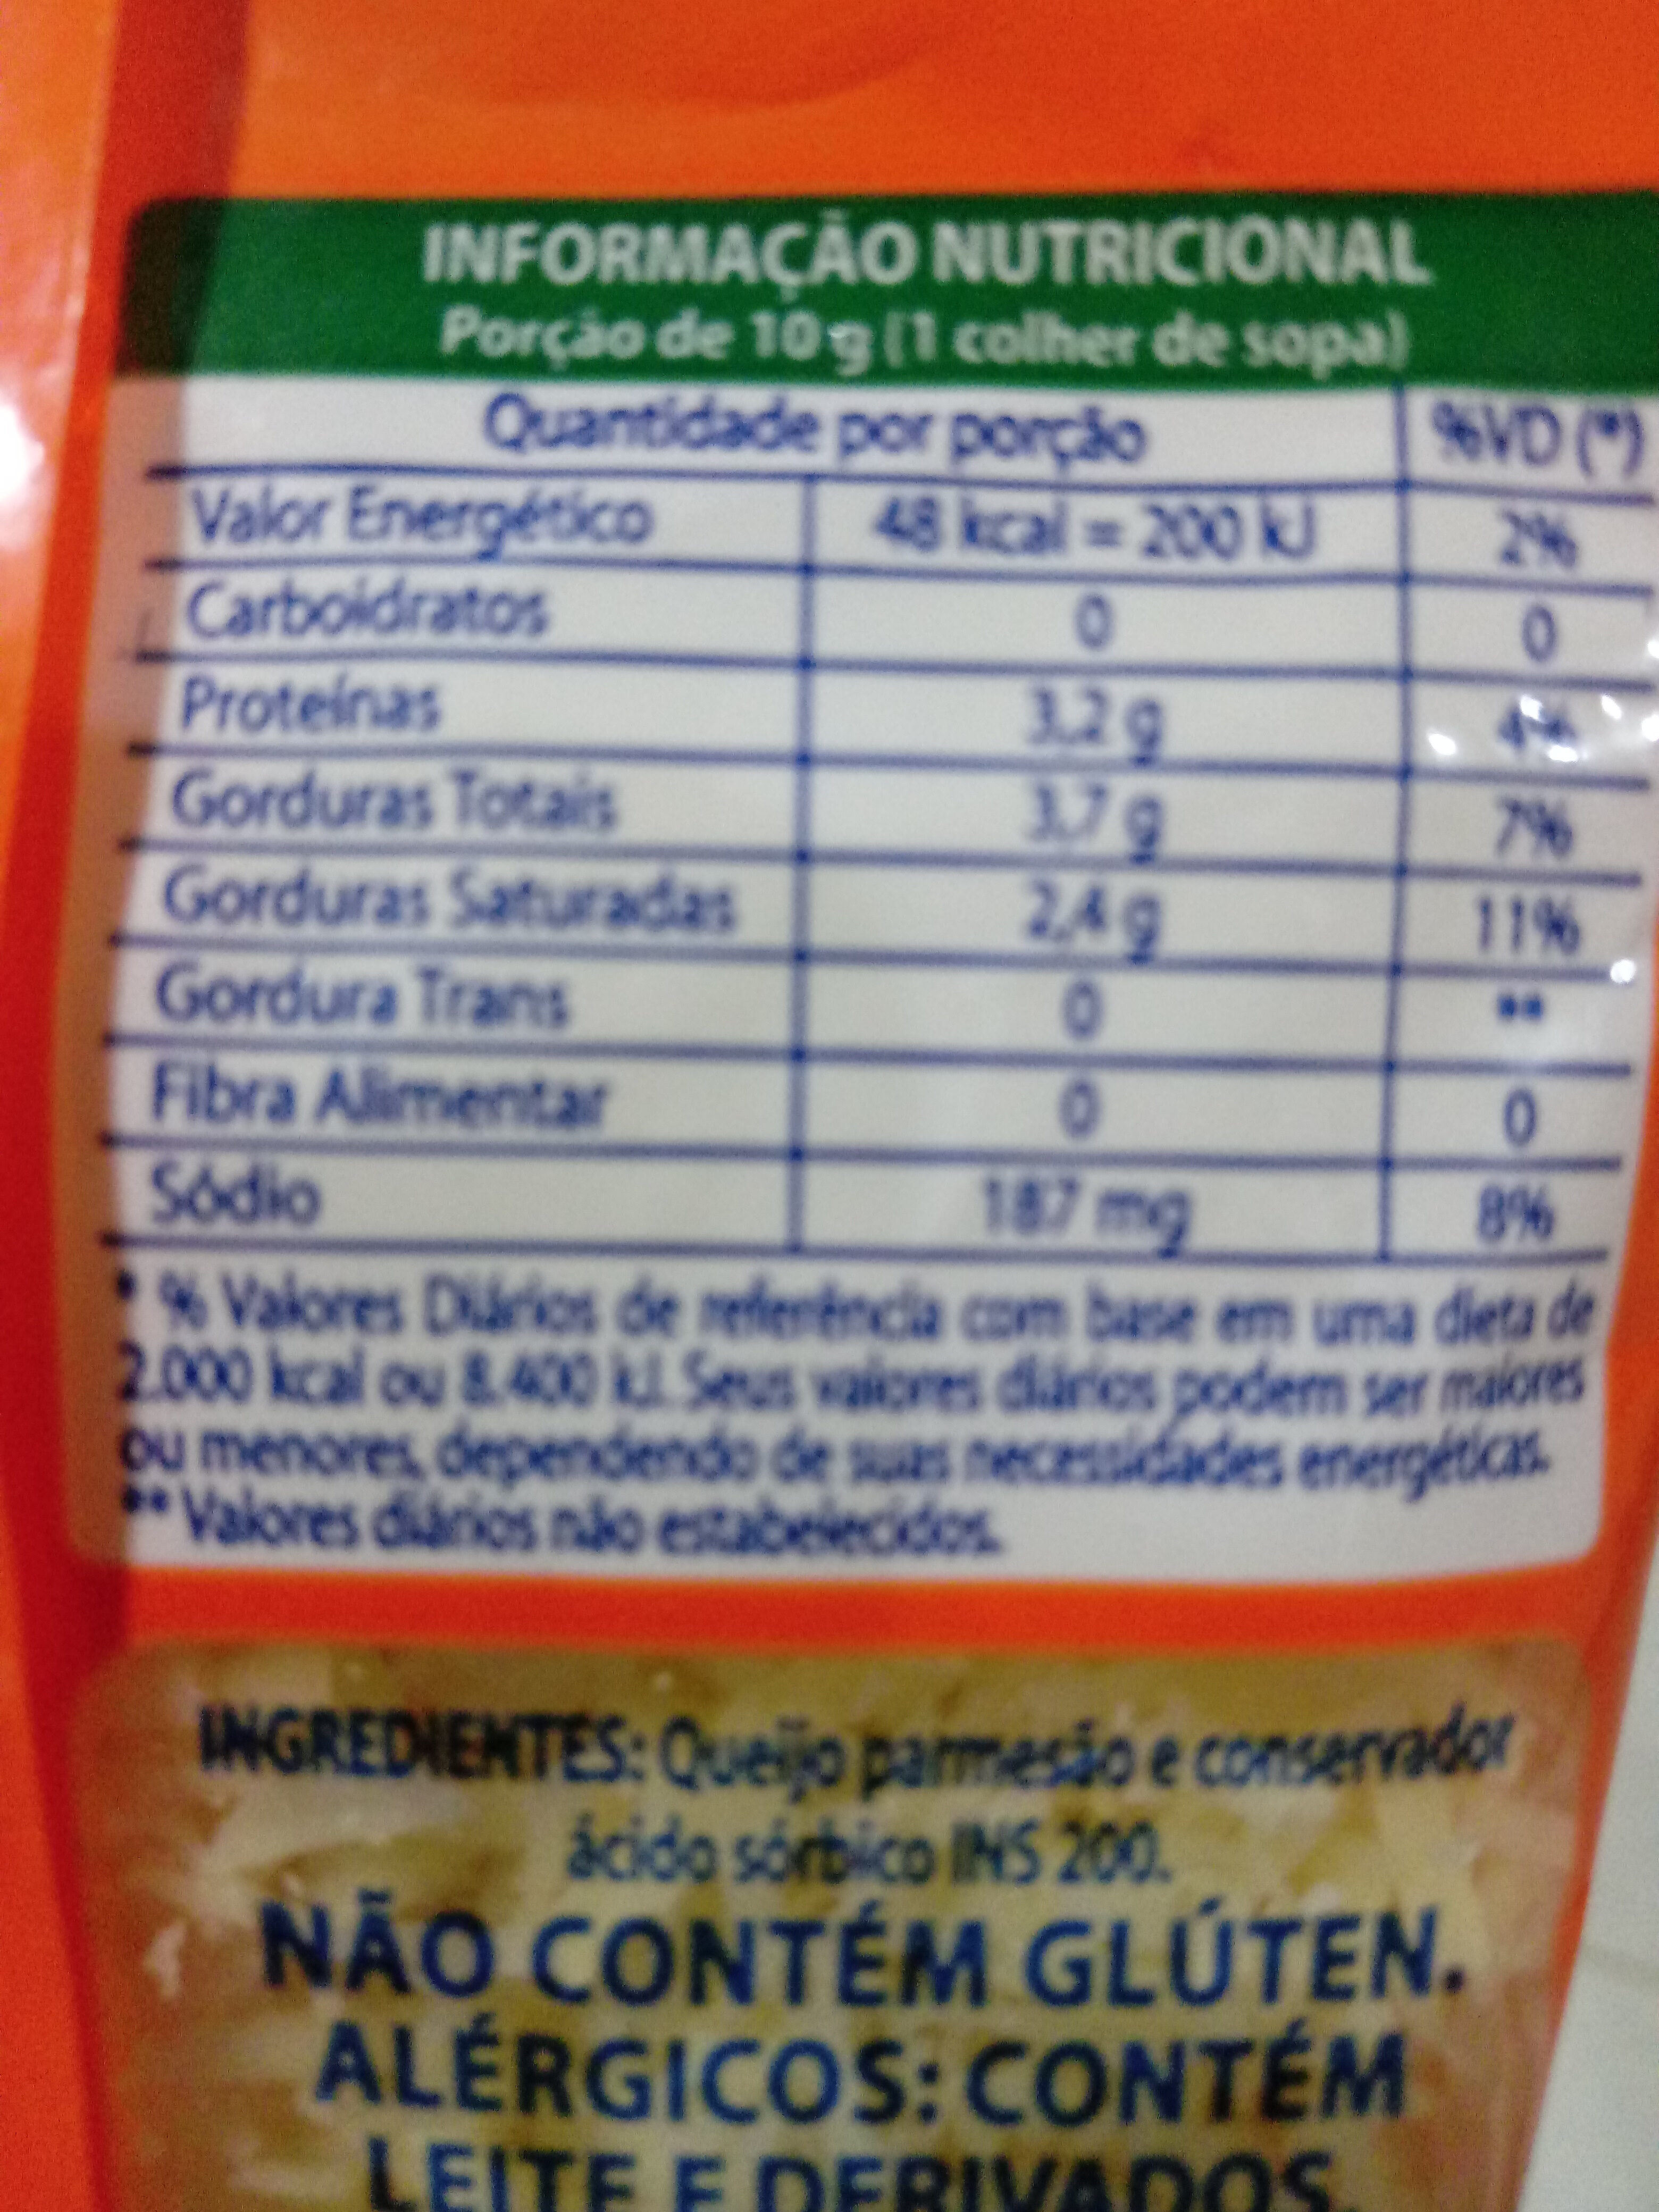 INFORMAÇÃO NUTRICIONAL
Porção de 10 g (1 colher de sopa)
Quantidade por porção %VD (*)
Valor Energético 48 kcal = 200 kJ 2%
Carboidratos 0 0
Proteínas 3,2 g 4%
Gorduras Totais 3,7 g 7%
Gorduras Saturadas 2,4 g 11%
Gordura Trans 0 **
Fibra Alimentar 0 0
Sódio 187 mg 8%
* % Valores Diários de referência com base em uma dieta de
2.000 kcal ou 8.400 kJ. Seus valores diários podem ser maiores
ou menores, dependendo de suas necessidades energéticas.
** Valores diários não estabelecidos.
INGREDIENTES: Queijo parmesão e conservador
ácido sórbico INS 200.
NÃO CONTÉM GLÚTEN.
ALÉRGICOS: CONTÉM
LEITE E DERIVADOS.